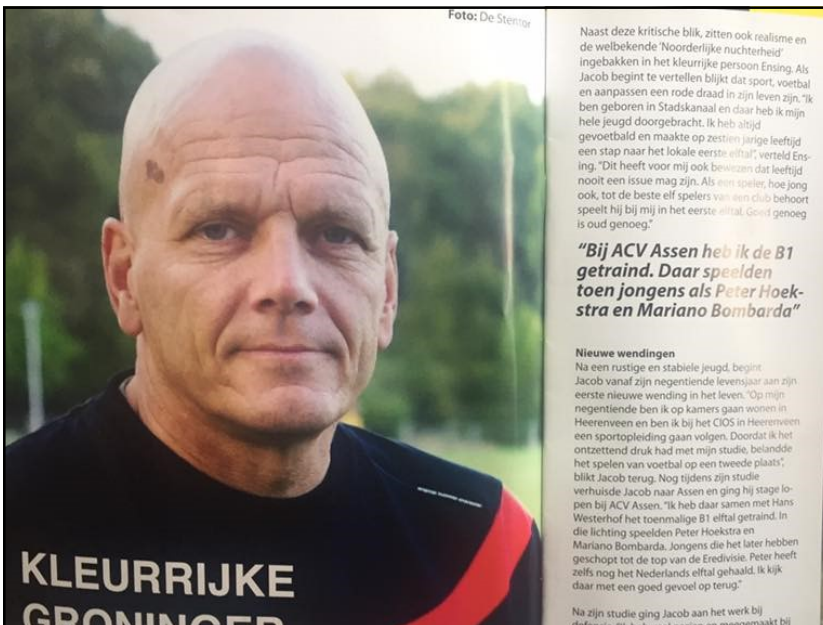 Foto: De Stentor
KLEURRIJKE
GRONINGER
Naast deze kritische blik, zitten ook realisme en
de welbekende 'Noorderlijke nuchterheid'
ingebakken in het kleurrijke persoon Ensing. Als
Jacob begint te vertellen blijkt dat sport, voetbal
en aanpassen een rode draad in zijn leven zijn. "Ik
ben geboren in Stadskanaal en daar heb ik mijn
hele jeugd doorgebracht. Ik heb altijd
gevoetbald en maakte op zestien jarige leeftijd
een stap naar het lokale eerste elftal", verteld Ens-
ing. "Dit heeft voor mij ook bewezen dat leeftijd
nooit een issue mag zijn. Als een speler, hoe jong
ook, tot de beste elf spelers van een club behoort
speelt hij bij mij in het eerste elftal. Goed genoeg
is oud genoeg."
"Bij ACV Assen heb ik de B1
getraind. Daar speelden
toen jongens als Peter Hoek-
stra en Mariano Bombarda"
Nieuwe wendingen
Na een rustige en stabiele jeugd, begint
Jacob vanaf zijn negentiende levensjaar aan zijn
eerste nieuwe wending in het leven. "Op mijn
negentiende ben ik op kamers gaan wonen in
Heerenveen en ben ik bij het CIOS in Heerenveen
een sportopleiding gaan volgen. Doordat ik het
ontzettend druk had met mijn studie, belandde
het spelen van voetbal op een tweede plaats",
blikt Jacob terug. Nog tijdens zijn studie
verhuisde Jacob naar Assen en ging hij stage lo-
pen bij ACV Assen. "Ik heb daar samen met Hans
Westerhof het toenmalige B1 elftal getraind. In
die lichting speelden Peter Hoekstra en
Mariano Bombarda. Jongens die het later hebben
geschopt tot de top van de Eredivisie. Peter heeft
zelfs nog het Nederlands elftal gehaald. Ik kijk
daar met een goed gevoel op terug."
Na zijn studie ging Jacob aan het werk bij